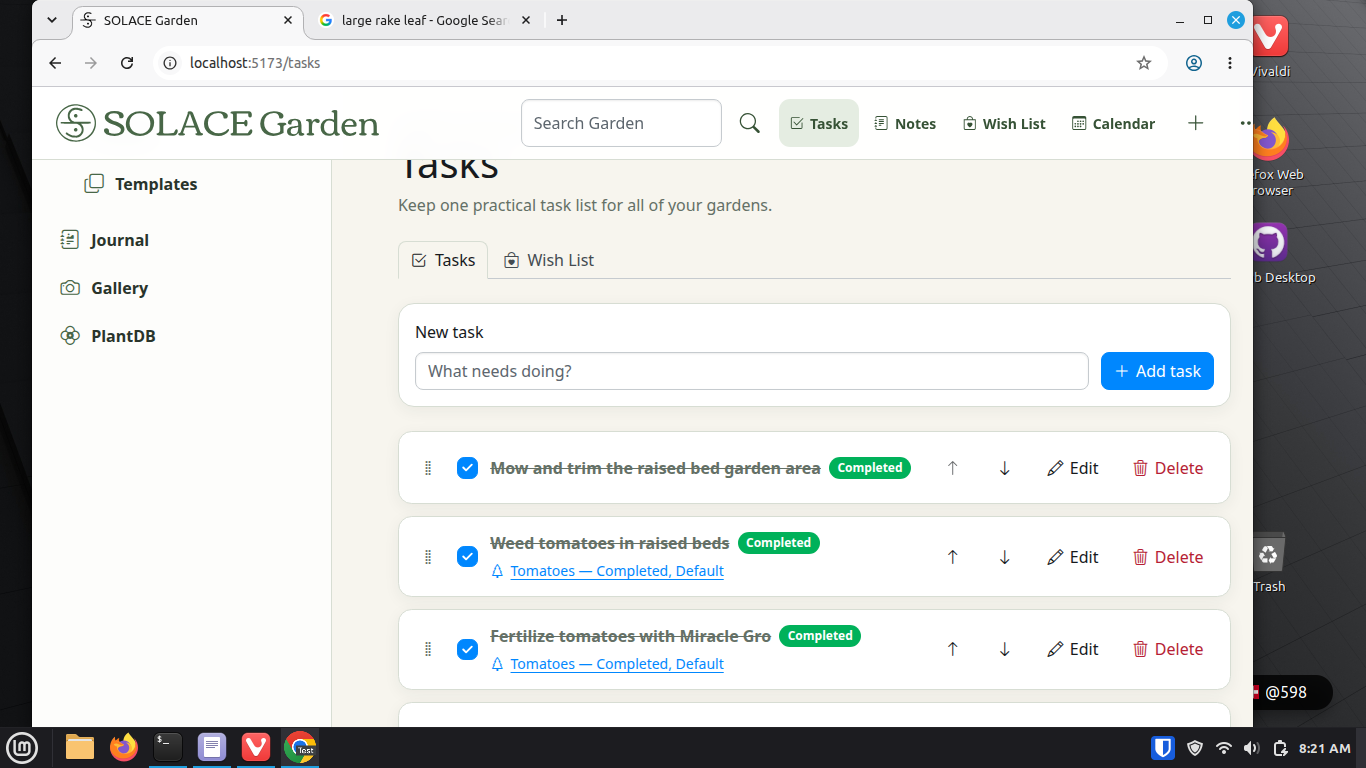 SOLACE Garden
large rake leaf - Google Sear
localhost:5173/tasks
Vivaldi
SOLACE Garden
Search Garden
Tasks
Notes
Wish List
Calendar
efox Web
rowser
b Desktop
Trash
@598
Templates
Journal
Gallery
PlantDB
Tasks
Keep one practical task list for all of your gardens.
Tasks
Wish List
New task
What needs doing?
Add task
Mow and trim the raised bed garden area
Completed
Edit
Delete
Weed tomatoes in raised beds
Completed
Tomatoes — Completed, Default
Edit
Delete
Fertilize tomatoes with Miracle Gro
Completed
Tomatoes — Completed, Default
Edit
Delete
$_
Test
8:21 AM